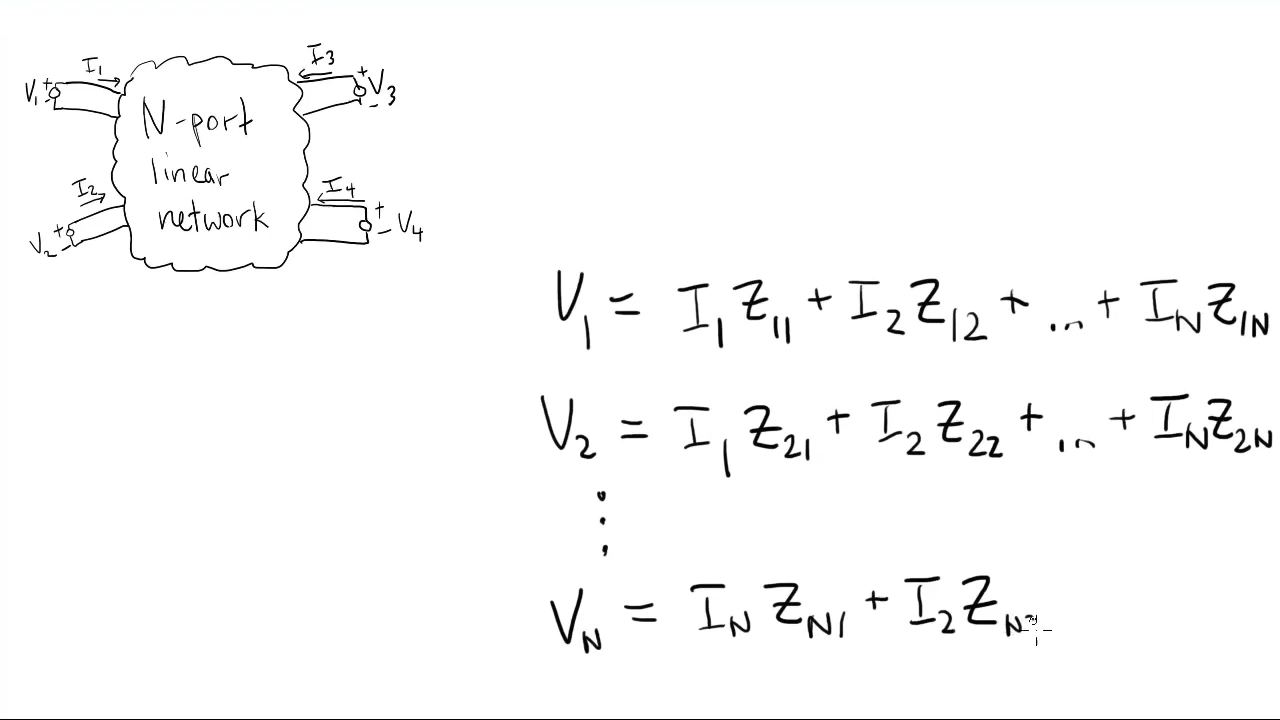 I1
I3
V1 + -
+ - V3
N-port
linear
network
I2
I4
V2 + -
+ - V4
V1 = I1 Z11 + I2 Z12 + ... + IN Z1N
V2 = I1 Z21 + I2 Z22 + ... + IN Z2N
⋮
VN = IN ZN1 + I2 ZN